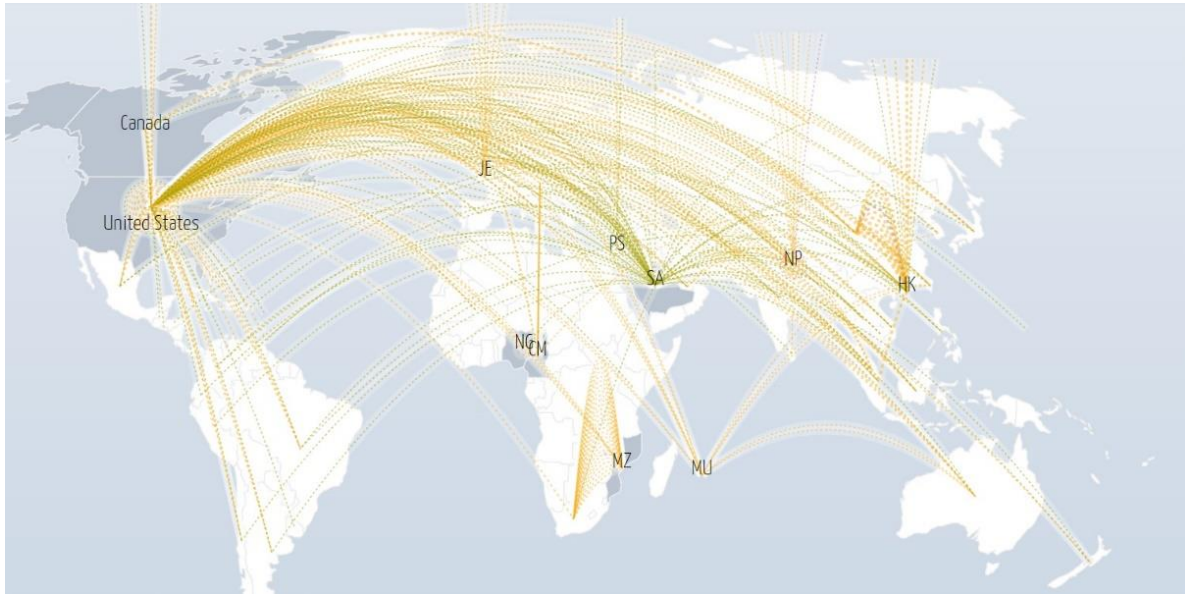 Canada
United States
JE
PS
SA
NP
HK
NG
CM
MZ
MU